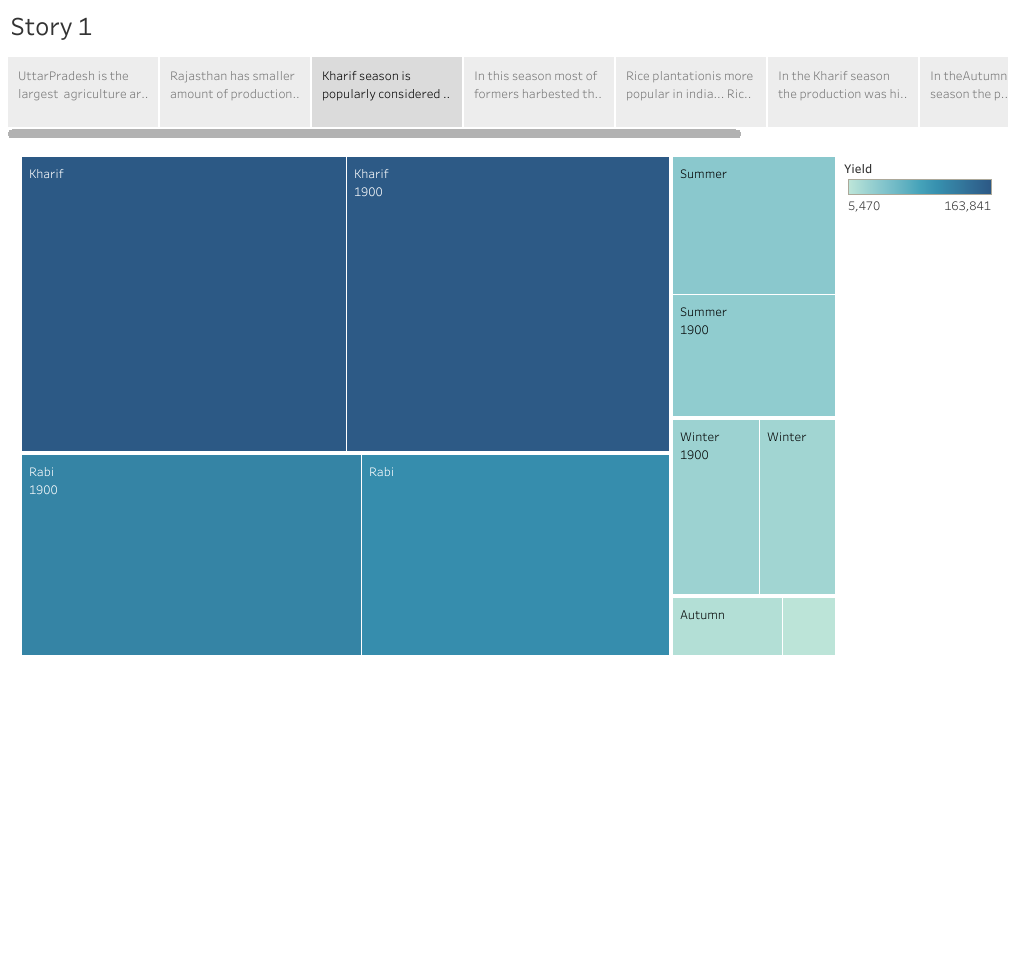 Story 1
UttarPradesh is the
largest  agriculture ar..
Rajasthan has smaller
amount of production..
Kharif season is
popularly considered ..
In this season most of
formers harbested th..
Rice plantationis more
popular in india... Ric..
In the Kharif season
the production was hi..
In theAutumn
season the p..
Kharif
Kharif
1900
Summer
Summer
1900
Winter
1900
Winter
Rabi
1900
Rabi
Autumn
Yield
5,470
163,841